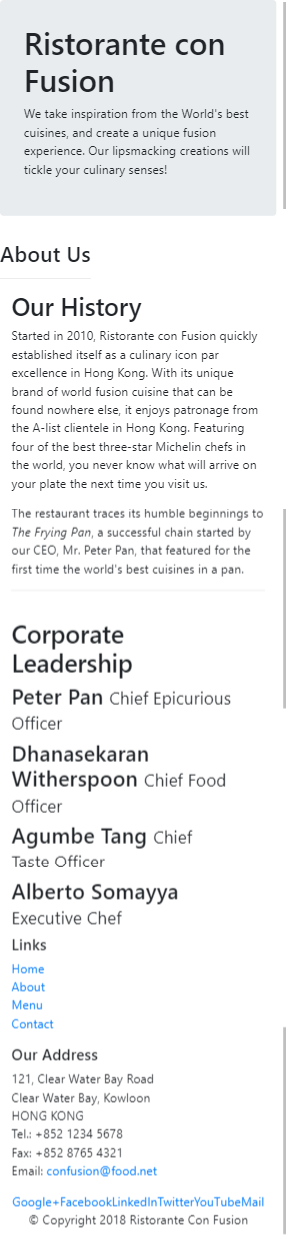 Ristorante con
Fusion
We take inspiration from the World's best
cuisines, and create a unique fusion
experience. Our lipsmacking creations will
tickle your culinary senses!
About Us
Our History
Started in 2010, Ristorante con Fusion quickly
established itself as a culinary icon par
excellence in Hong Kong. With its unique
brand of world fusion cuisine that can be
found nowhere else, it enjoys patronage from
the A-list clientele in Hong Kong. Featuring
four of the best three-star Michelin chefs in
the world, you never know what will arrive on
your plate the next time you visit us.
The restaurant traces its humble beginnings to
The Frying Pan, a successful chain started by
our CEO, Mr. Peter Pan, that featured for the
first time the world's best cuisines in a pan.
Corporate
Leadership
Peter Pan Chief Epicurious
Officer
Dhanasekaran
Witherspoon Chief Food
Officer
Agumbe Tang Chief
Taste Officer
Alberto Somayya
Executive Chef
Links
Home
About
Menu
Contact
Our Address
121, Clear Water Bay Road
Clear Water Bay, Kowloon
HONG KONG
Tel.: +852 1234 5678
Fax: +852 8765 4321
Email: confusion@food.net
Google+FacebookLinkedInTwitterYouTubeMail
© Copyright 2018 Ristorante Con Fusion